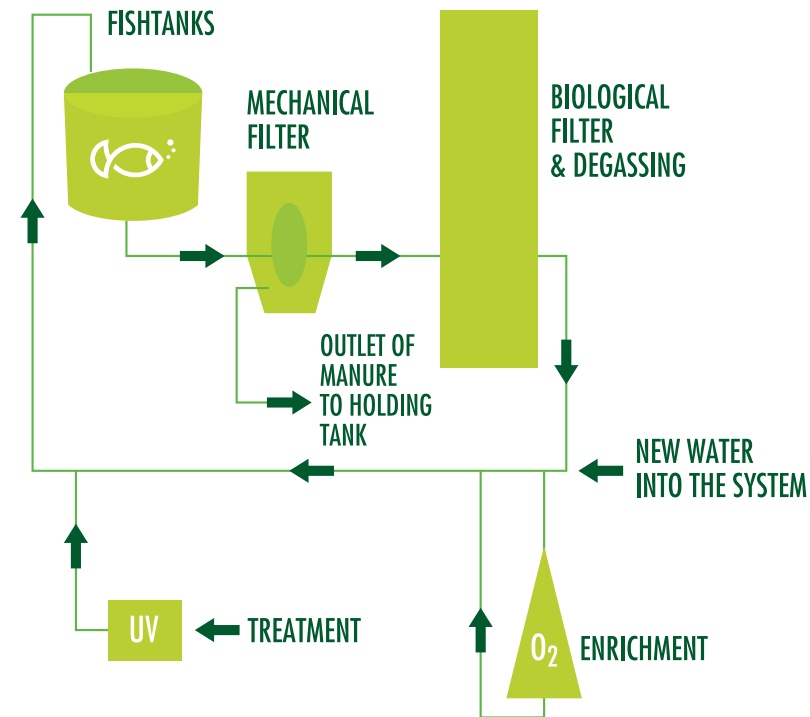 FISHTANKS
MECHANICAL
FILTER
BIOLOGICAL
FILTER
& DEGASSING
OUTLET OF
MANURE
TO HOLDING
TANK
NEW WATER
INTO THE SYSTEM
UV
TREATMENT
O₂
ENRICHMENT